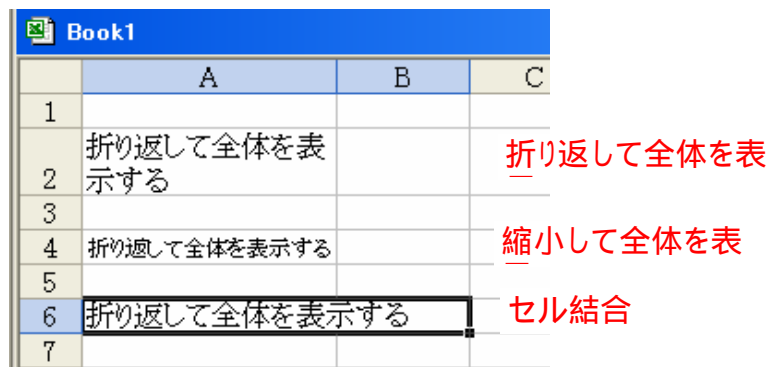 Book1
A B C
1
折り返して全体を表 折り返して全体を表
2 示する
3
4 折り返して全体を表示する 縮小して全体を表
5
6 折り返して全体を表示する セル結合
7